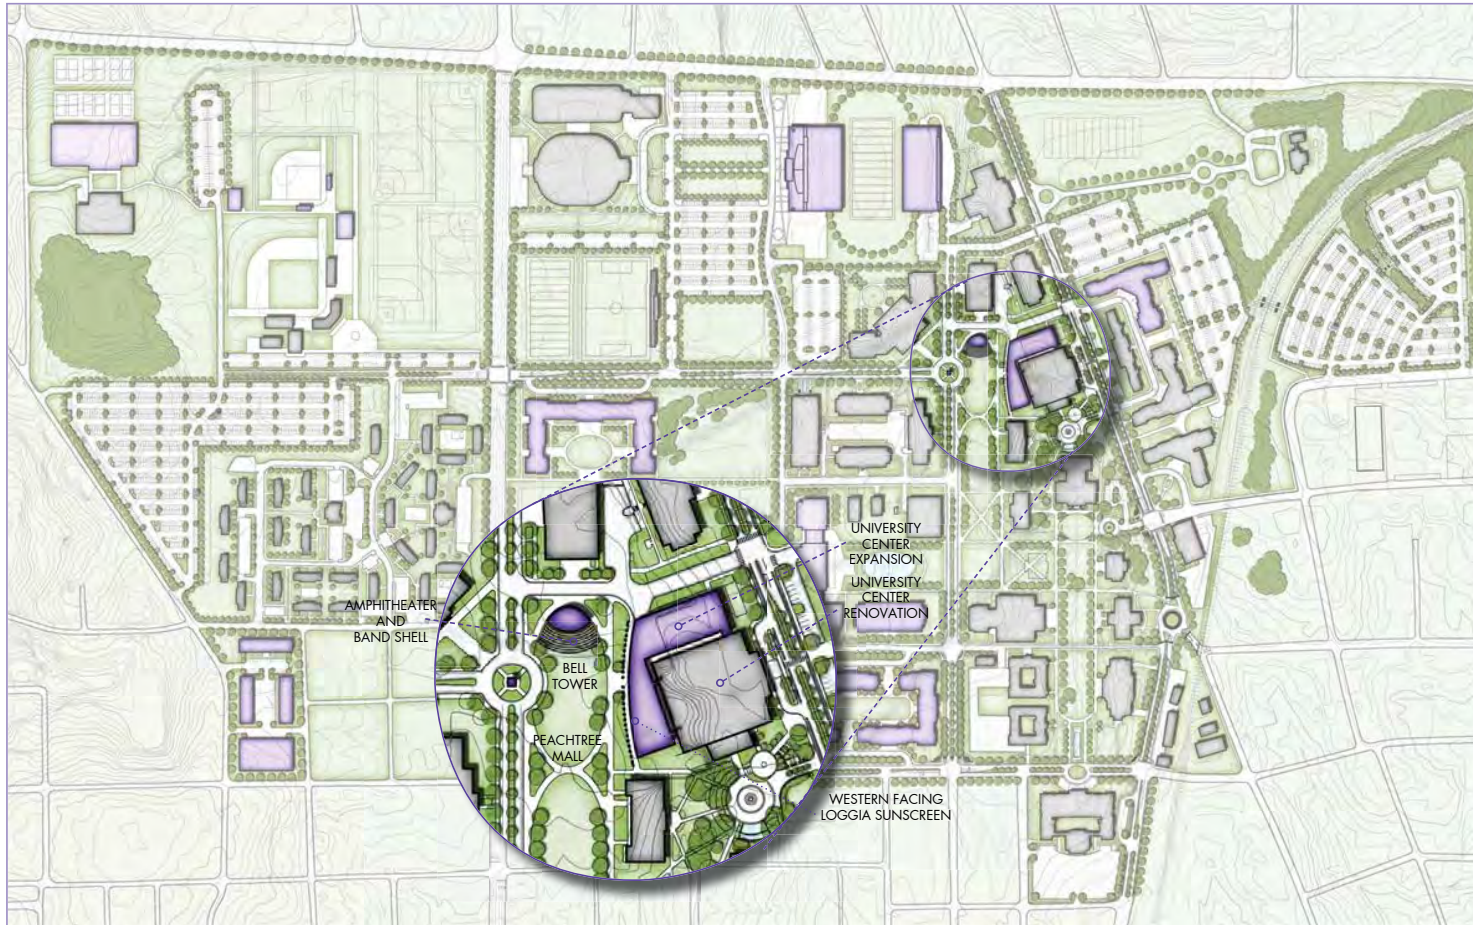 UNIVERSITY
CENTER
EXPANSION
UNIVERSITY
CENTER
RENOVATION
AMPHITHEATER
AND
BAND SHELL
BELL
TOWER
PEACHTREE
MALL
WESTERN FACING
LOGGIA SUNSCREEN